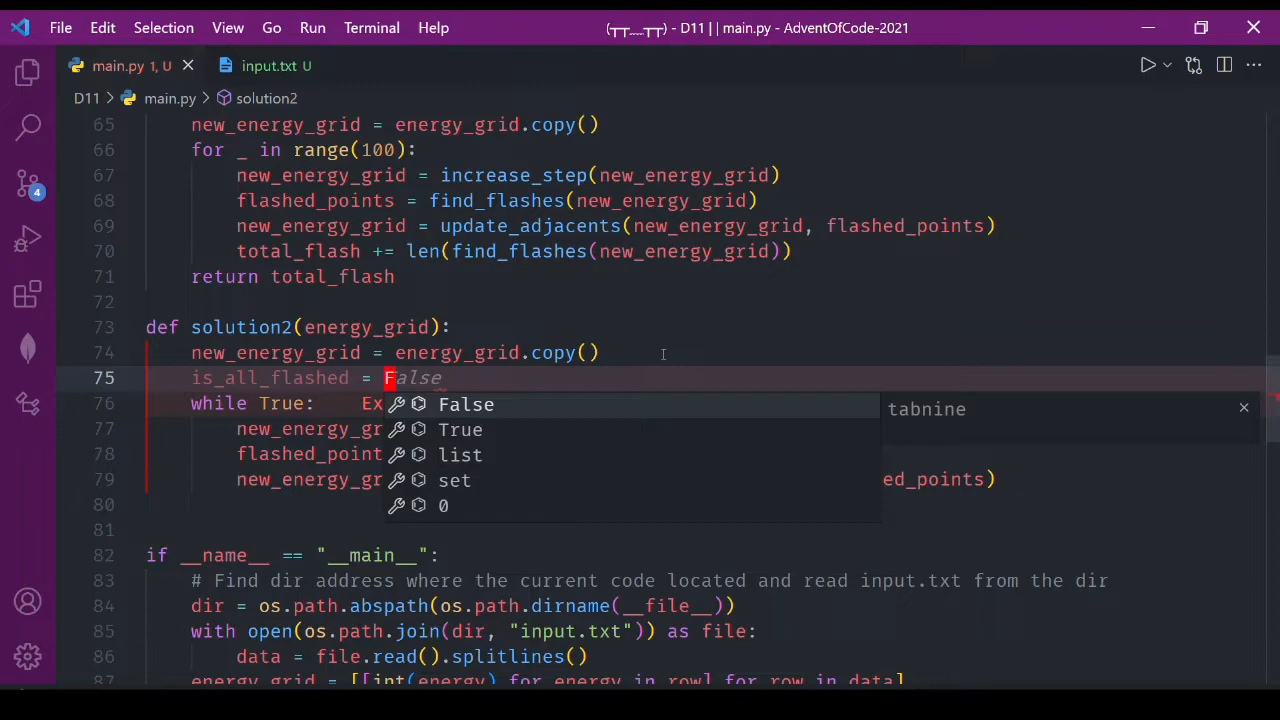 File Edit Selection View Go Run Terminal Help (┬┬﹏┬┬) - D11 | | main.py - AdventOfCode-2021
main.py 1, U input.txt U
D11 > main.py > solution2
65 new_energy_grid = energy_grid.copy()
66 for _ in range(100):
67 new_energy_grid = increase_step(new_energy_grid)
68 flashed_points = find_flashes(new_energy_grid)
69 new_energy_grid = update_adjacents(new_energy_grid, flashed_points)
70 total_flash += len(find_flashes(new_energy_grid))
71 return total_flash
72
73 def solution2(energy_grid):
74 new_energy_grid = energy_grid.copy()
75 is_all_flashed = False
76 while True: Ex
False
tabnine
77 new_energy_gr
True
78 flashed_point
list
79 new_energy_gr
set
ed_points)
80
0
81
82 if __name__ == "__main__":
83 # Find dir address where the current code located and read input.txt from the dir
84 dir = os.path.abspath(os.path.dirname(__file__))
85 with open(os.path.join(dir, "input.txt")) as file:
86 data = file.read().splitlines()
87 energy_grid = [[int(energy) for energy in row] for row in data]
4